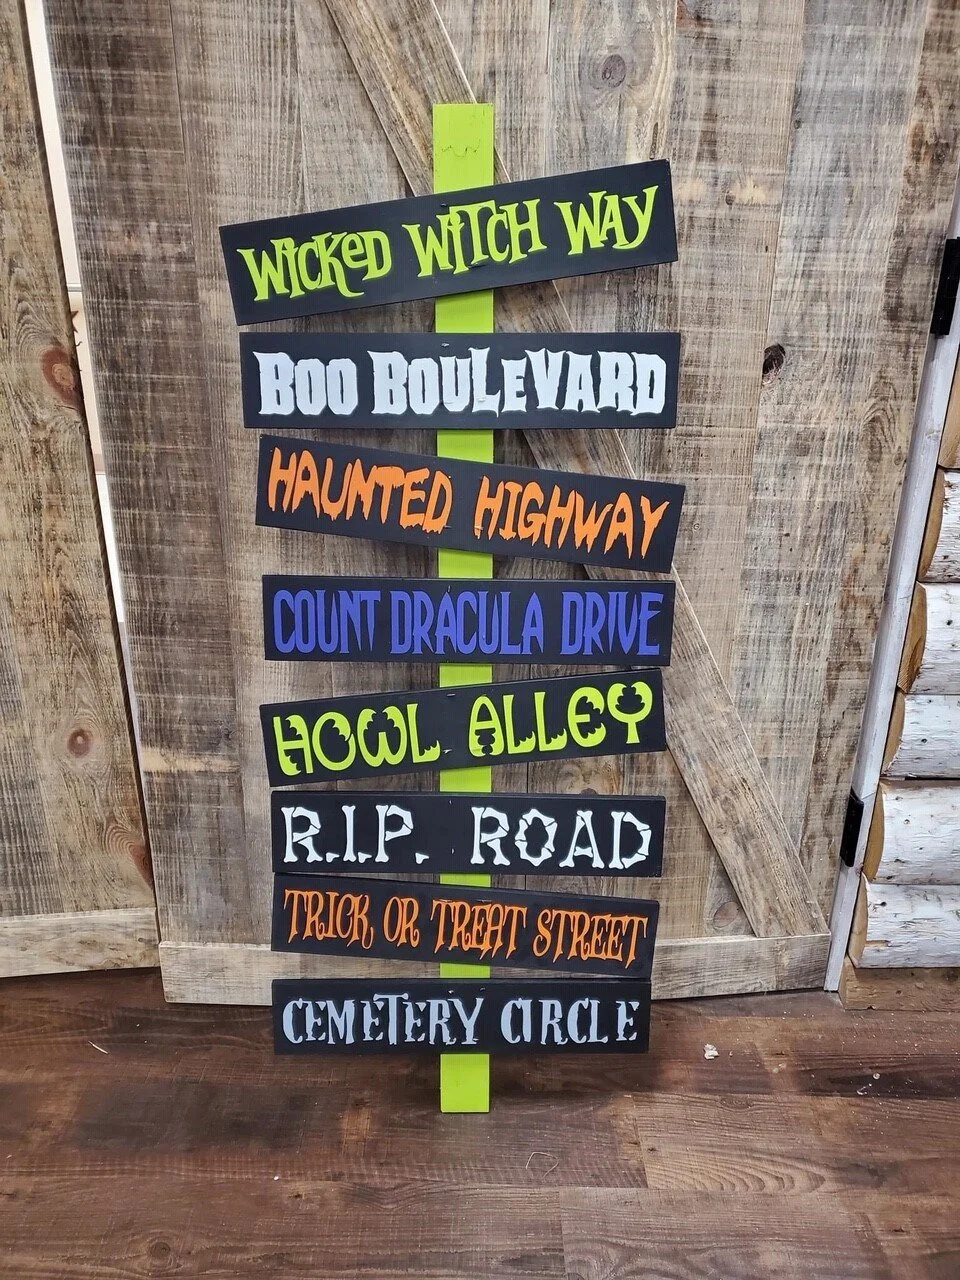 WICKED WITCH WAY
BOO BOULEVARD
HAUNTED HIGHWAY
COUNT DRACULA DRIVE
HOWL ALLEY
R.I.P. ROAD
TRICK OR TREAT STREET
CEMETERY CIRCLE